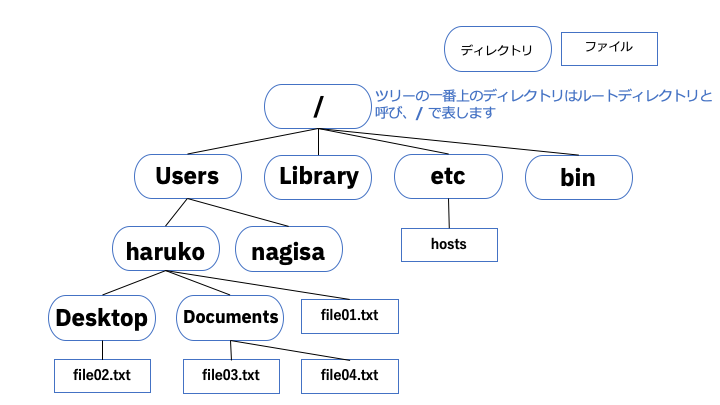 ディレクトリ
ファイル
/
ツリーの一番上のディレクトリはルートディレクトリと
呼び、/ で表します
Users
Library
etc
bin
haruko
nagisa
hosts
Desktop
Documents
file01.txt
file02.txt
file03.txt
file04.txt